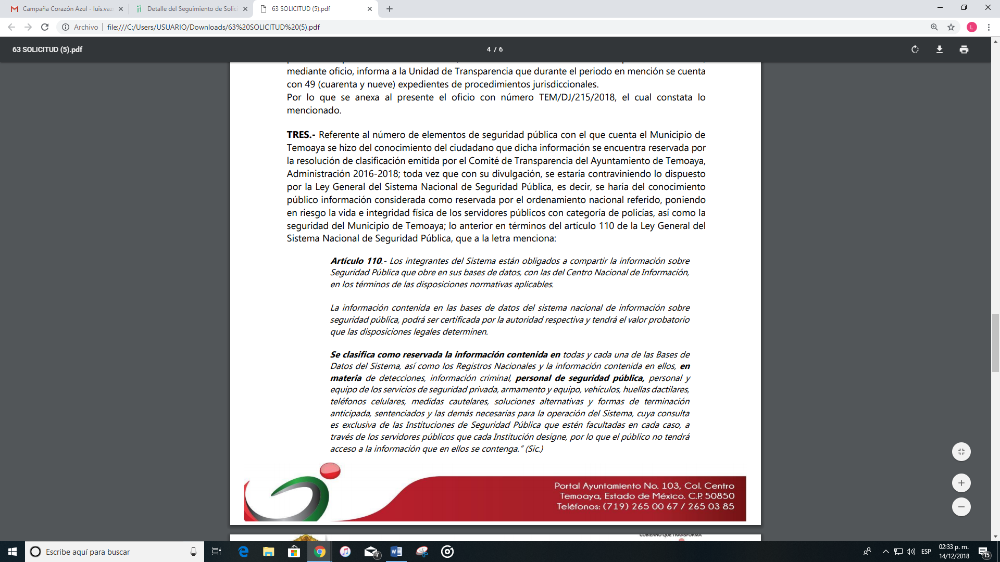 Campaña Corazón Azul - luis.vaz
Detalle del Seguimiento de Solici
63 SOLICITUD (5).pdf
Archivo
file:///C:/Users/USUARIO/Downloads/63%20SOLICITUD%20(5).pdf
L
63 SOLICITUD (5).pdf
4 / 6
mediante oficio, informa a la Unidad de Transparencia que durante el periodo en mención se cuenta
con 49 (cuarenta y nueve) expedientes de procedimientos jurisdiccionales.
Por lo que se anexa al presente el oficio con número TEM/DJ/215/2018, el cual constata lo
mencionado.
TRES.- Referente al número de elementos de seguridad pública con el que cuenta el Municipio de
Temoaya se hizo del conocimiento del ciudadano que dicha información se encuentra reservada por
la resolución de clasificación emitida por el Comité de Transparencia del Ayuntamiento de Temoaya,
Administración 2016-2018; toda vez que con su divulgación, se estaría contraviniendo lo dispuesto
por la Ley General del Sistema Nacional de Seguridad Pública, es decir, se haría del conocimiento
público información considerada como reservada por el ordenamiento nacional referido, poniendo
en riesgo la vida e integridad física de los servidores públicos con categoría de policías, así como la
seguridad del Municipio de Temoaya; lo anterior en términos del artículo 110 de la Ley General del
Sistema Nacional de Seguridad Pública, que a la letra menciona:
Artículo 110.- Los integrantes del Sistema están obligados a compartir la información sobre
Seguridad Pública que obre en sus bases de datos, con las del Centro Nacional de Información,
en los términos de las disposiciones normativas aplicables.
La información contenida en las bases de datos del sistema nacional de información sobre
seguridad pública, podrá ser certificada por la autoridad respectiva y tendrá el valor probatorio
que las disposiciones legales determinen.
Se clasifica como reservada la información contenida en todas y cada una de las Bases de
Datos del Sistema, así como los Registros Nacionales y la información contenida en ellos, en
materia de detecciones, información criminal, personal de seguridad pública, personal y
equipo de los servicios de seguridad privada, armamento y equipo, vehículos, huellas dactilares,
teléfonos celulares, medidas cautelares, soluciones alternativas y formas de terminación
anticipada, sentenciados y las demás necesarias para la operación del Sistema, cuya consulta
es exclusiva de las Instituciones de Seguridad Pública que estén facultadas en cada caso, a
través de los servidores públicos que cada Institución designe, por lo que el público no tendrá
acceso a la información que en ellos se contenga.” (Sic.)
Portal Ayuntamiento No. 103, Col. Centro
Temoaya, Estado de México. C.P. 50850
Teléfonos: (719) 265 00 67 / 265 03 85
GOBIERNO QUE TRANSFORMA
Escribe aquí para buscar
7
ESP
02:33 p. m.
14/12/2018
15